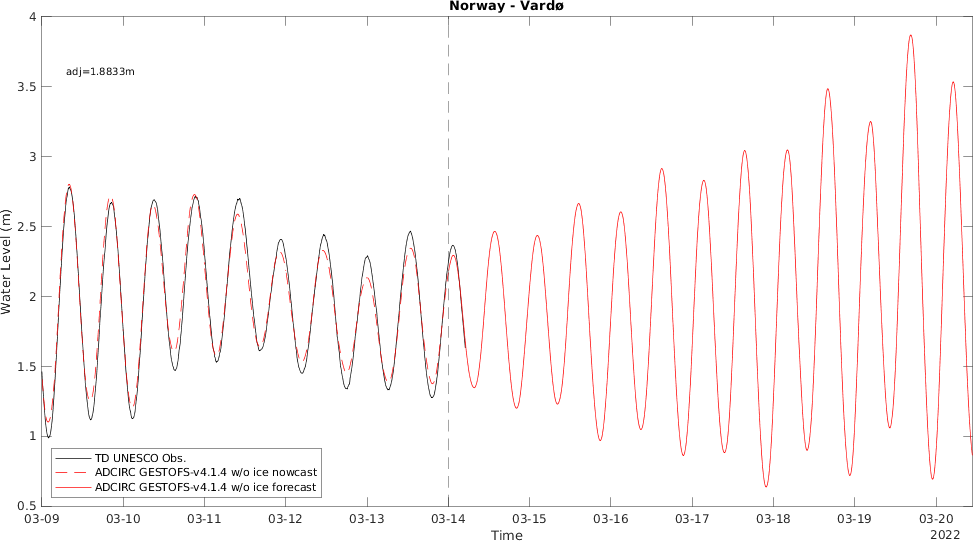 Norway - Vardø
adj=1.8833m
Water Level (m)
4
3.5
3
2.5
2
1.5
1
0.5
TD UNESCO Obs.
ADCIRC GESTOFS-v4.1.4 w/o ice nowcast
ADCIRC GESTOFS-v4.1.4 w/o ice forecast
03-09 03-10 03-11 03-12 03-13 03-14 03-15 03-16 03-17 03-18 03-19 03-20
Time
2022